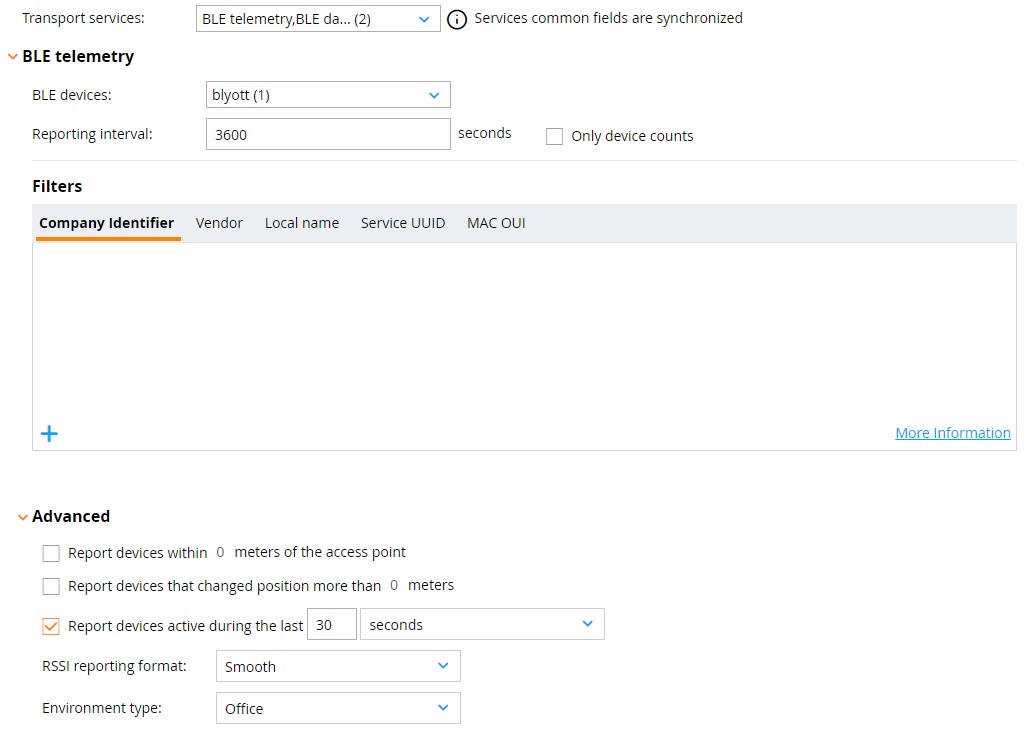 Transport services: BLE telemetry,BLE da... (2) Services common fields are synchronized
BLE telemetry
BLE devices: blyott (1)
Reporting interval: 3600 seconds Only device counts
Filters
Company Identifier Vendor Local name Service UUID MAC OUI
More Information
Advanced
Report devices within 0 meters of the access point
Report devices that changed position more than 0 meters
Report devices active during the last 30 seconds
RSSI reporting format: Smooth
Environment type: Office